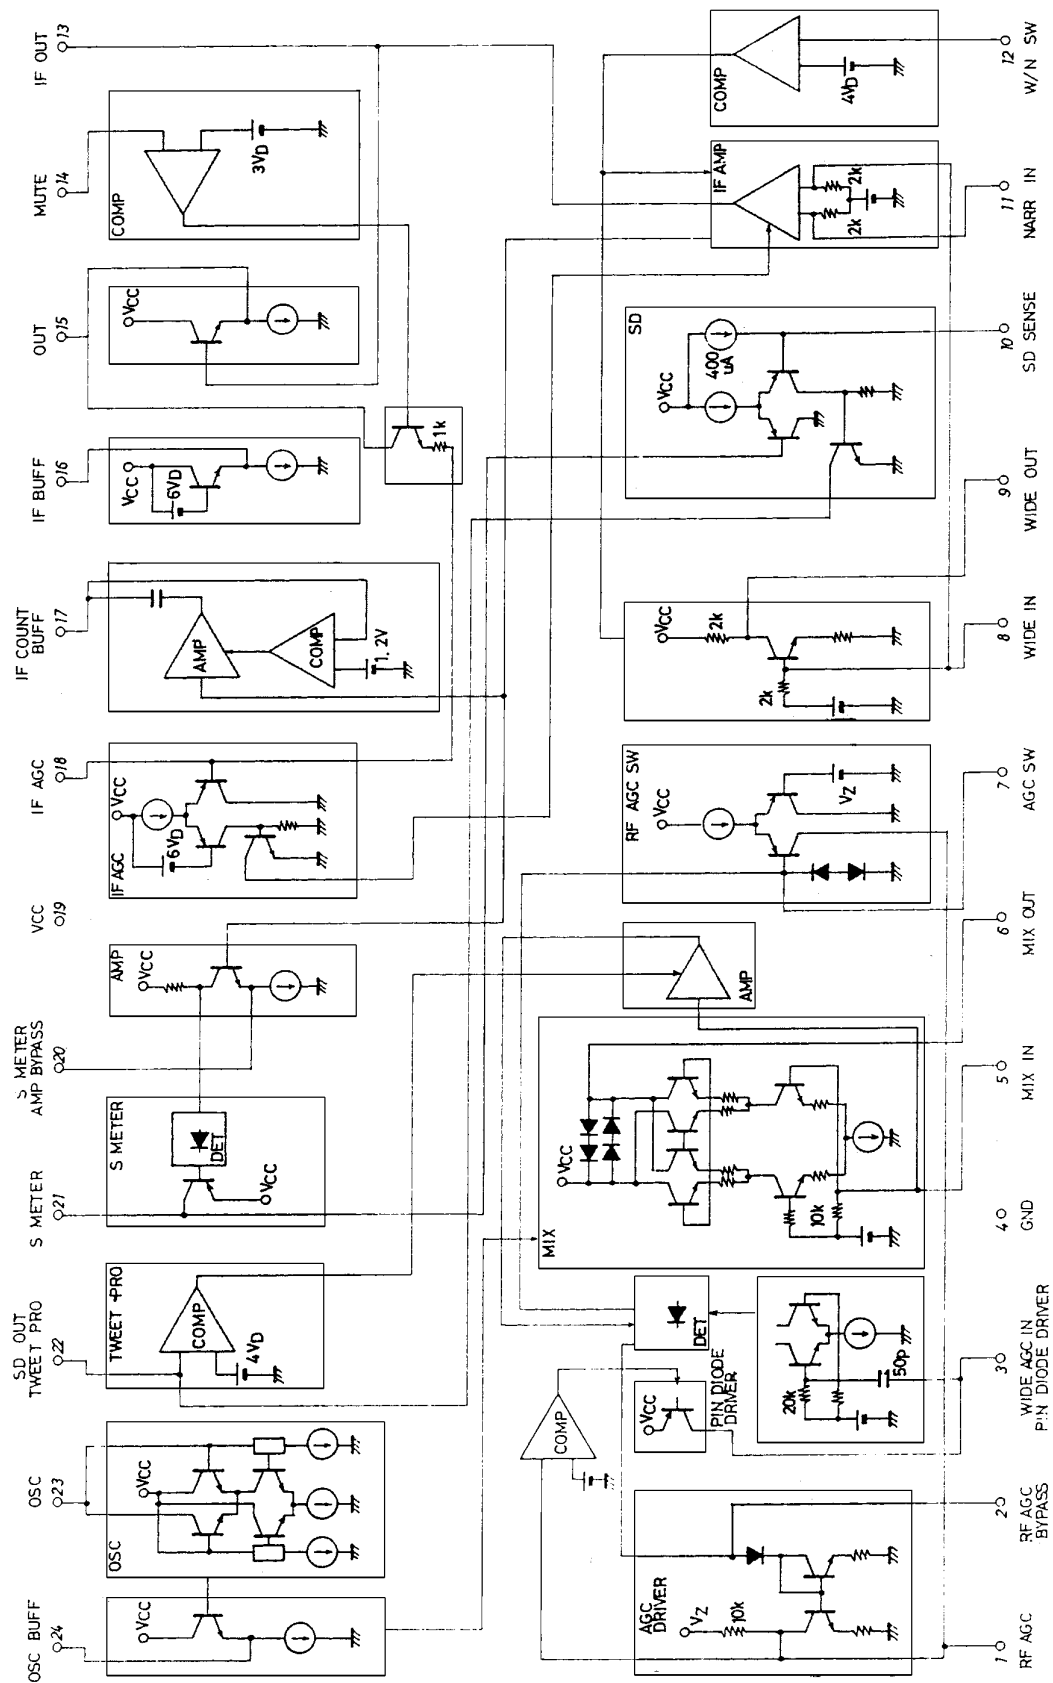 OSC BUFF
24
OSC
23
SD OUT
TWEET PRO
22
S METER
21
S METER
AMP BYPASS
20
VCC
19
IF AGC
18
IF COUNT
BUFF
17
IF BUFF
16
OUT
15
MUTE
14
IF OUT
13
VCC
OSC
VCC
TWEET-PRO
COMP
4VD
S METER
DET
VCC
AMP
VCC
IF AGC
6VD
VCC
AMP
COMP
1.2V
VCC
6VD
VCC
COMP
3VD
1k
AGC
DRIVER
VZ
10k
COMP
VCC
PIN DIODE
DRIVER
DET
20k
50p
MIX
VCC
10k
AMP
RF AGC SW
VCC
VZ
VCC
2k
2k
SD
VCC
400
uA
IF AMP
2k
2k
COMP
4VD
1
RF AGC
2
RF AGC
BYPASS
3
WIDE AGC IN
PIN DIODE DRIVER
4
GND
5
MIX IN
6
MIX OUT
7
AGC SW
8
WIDE IN
9
WIDE OUT
10
SD SENSE
11
NARR IN
12
W/N SW